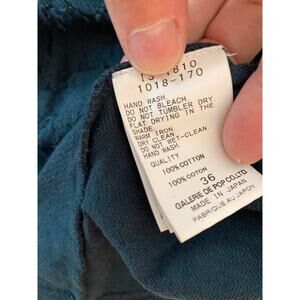 1018-170
HAND WASH.
DO NOT BLEACH.
DO NOT TUMBLER DRY.
FLAT DRYING IN THE
SHADE.
WARM IRON.
DRY CLEAN.
DO NOT WET-CLEAN.
HAND WASH.
QUALITY
100% COTTON
100% COTON
36
GALERIE DE POP CO.LTD.
MADE IN JAPAN
FABRIQUE AU JAPON